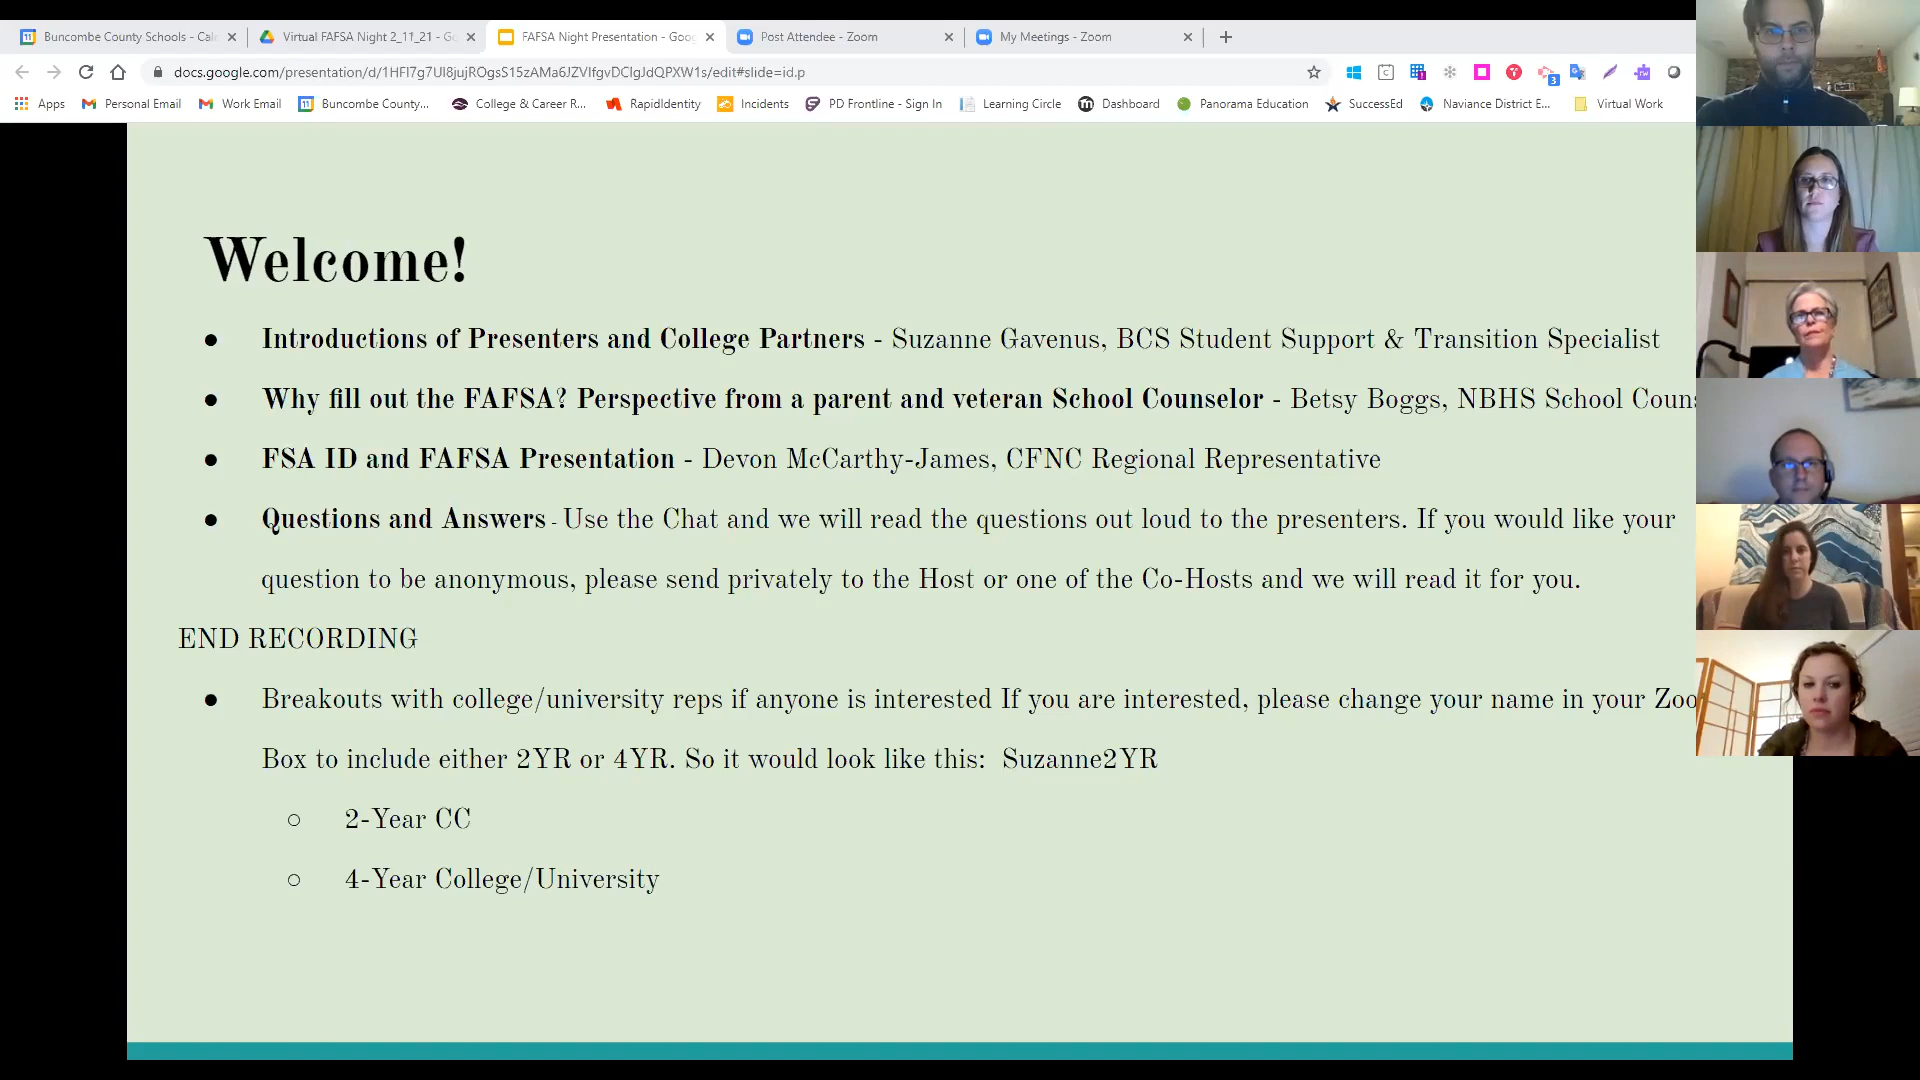 Buncombe County Schools - Cal
Virtual FAFSA Night 2_11_21 - Go
FAFSA Night Presentation - Goo
Post Attendee - Zoom
My Meetings - Zoom
Apps
Personal Email
Work Email
Buncombe County...
College & Career R...
RapidIdentity
Incidents
PD Frontline - Sign In
Learning Circle
Dashboard
Panorama Education
SuccessEd
Naviance District E...
Virtual Work
Welcome!
● Introductions of Presenters and College Partners - Suzanne Gavenus, BCS Student Support & Transition Specialist
● Why fill out the FAFSA? Perspective from a parent and veteran School Counselor - Betsy Boggs, NBHS School Couns
● FSA ID and FAFSA Presentation - Devon McCarthy-James, CFNC Regional Representative
● Questions and Answers - Use the Chat and we will read the questions out loud to the presenters. If you would like your
question to be anonymous, please send privately to the Host or one of the Co-Hosts and we will read it for you.
END RECORDING
● Breakouts with college/university reps if anyone is interested If you are interested, please change your name in your Zoo
Box to include either 2YR or 4YR. So it would look like this: Suzanne2YR
○ 2-Year CC
○ 4-Year College/University